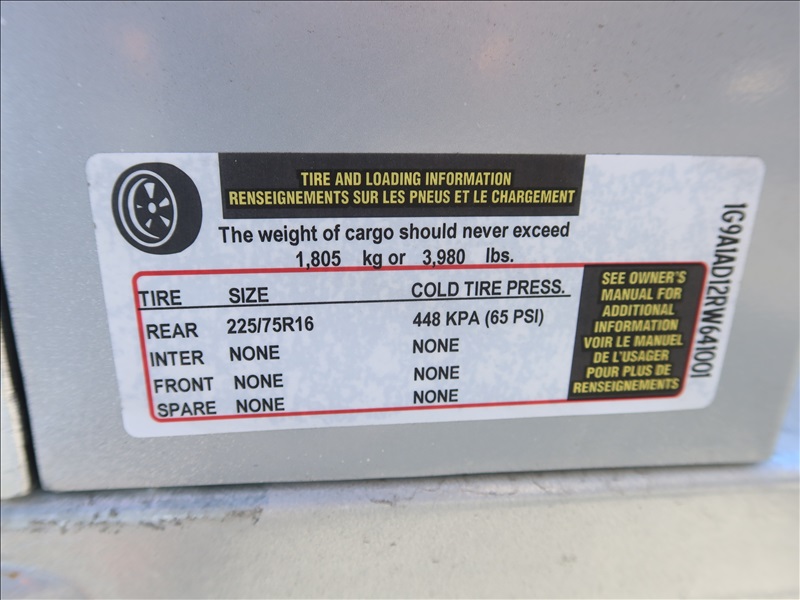 TIRE AND LOADING INFORMATION
RENSEIGNEMENTS SUR LES PNEUS ET LE CHARGEMENT
The weight of cargo should never exceed
1,805 kg or 3,980 lbs.
TIRE SIZE COLD TIRE PRESS.
REAR 225/75R16 448 KPA (65 PSI)
INTER NONE NONE
FRONT NONE NONE
SPARE NONE NONE
SEE OWNER'S
MANUAL FOR
ADDITIONAL
INFORMATION
VOIR LE MANUEL
DE L'USAGER
POUR PLUS DE
RENSEIGNEMENTS
1G9A1AD12RW641001